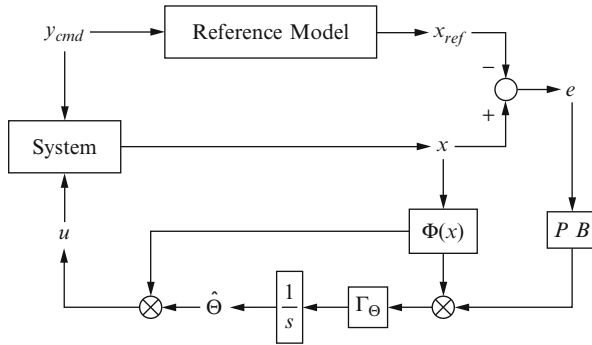 y_cmd Reference Model x_ref
− e
+
System x
Φ(x) P B
u
Θ̂ 1/s Γ_Θ